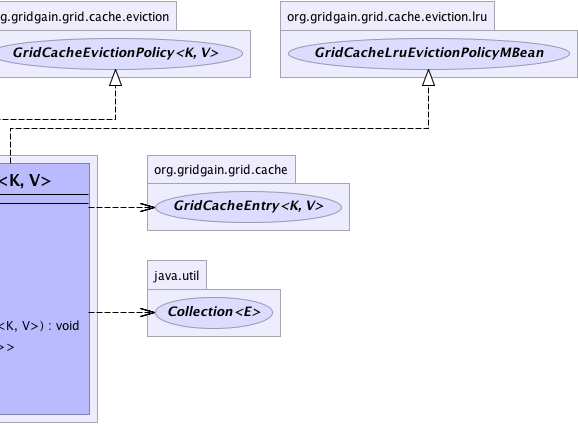 g.gridgain.grid.cache.eviction
org.gridgain.grid.cache.eviction.lru
GridCacheEvictionPolicy<K, V>
GridCacheLruEvictionPolicyMBean
org.gridgain.grid.cache
<K, V>
GridCacheEntry<K, V>
java.util
Collection<E>
<K, V>) : void
>>